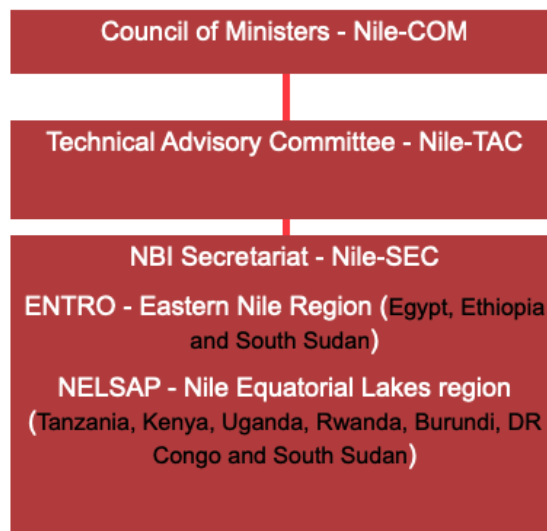 Council of Ministers - Nile-COM
Technical Advisory Committee - Nile-TAC
NBI Secretariat - Nile-SEC
ENTRO - Eastern Nile Region (Egypt, Ethiopia
and South Sudan)
NELSAP - Nile Equatorial Lakes region
(Tanzania, Kenya, Uganda, Rwanda, Burundi, DR
Congo and South Sudan)